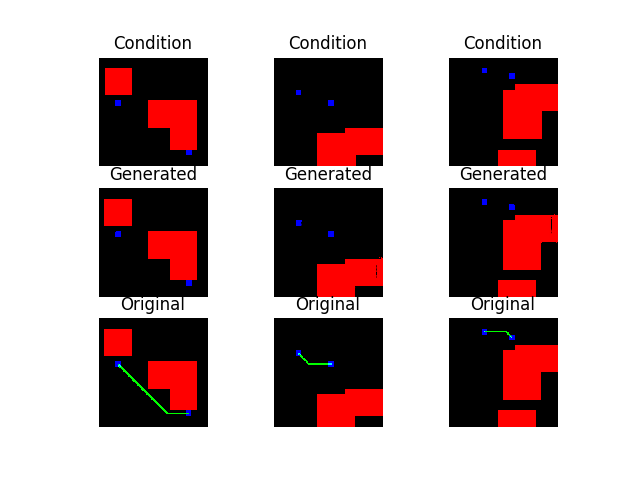 Condition Condition Condition
Generated Generated Generated
Original Original Original